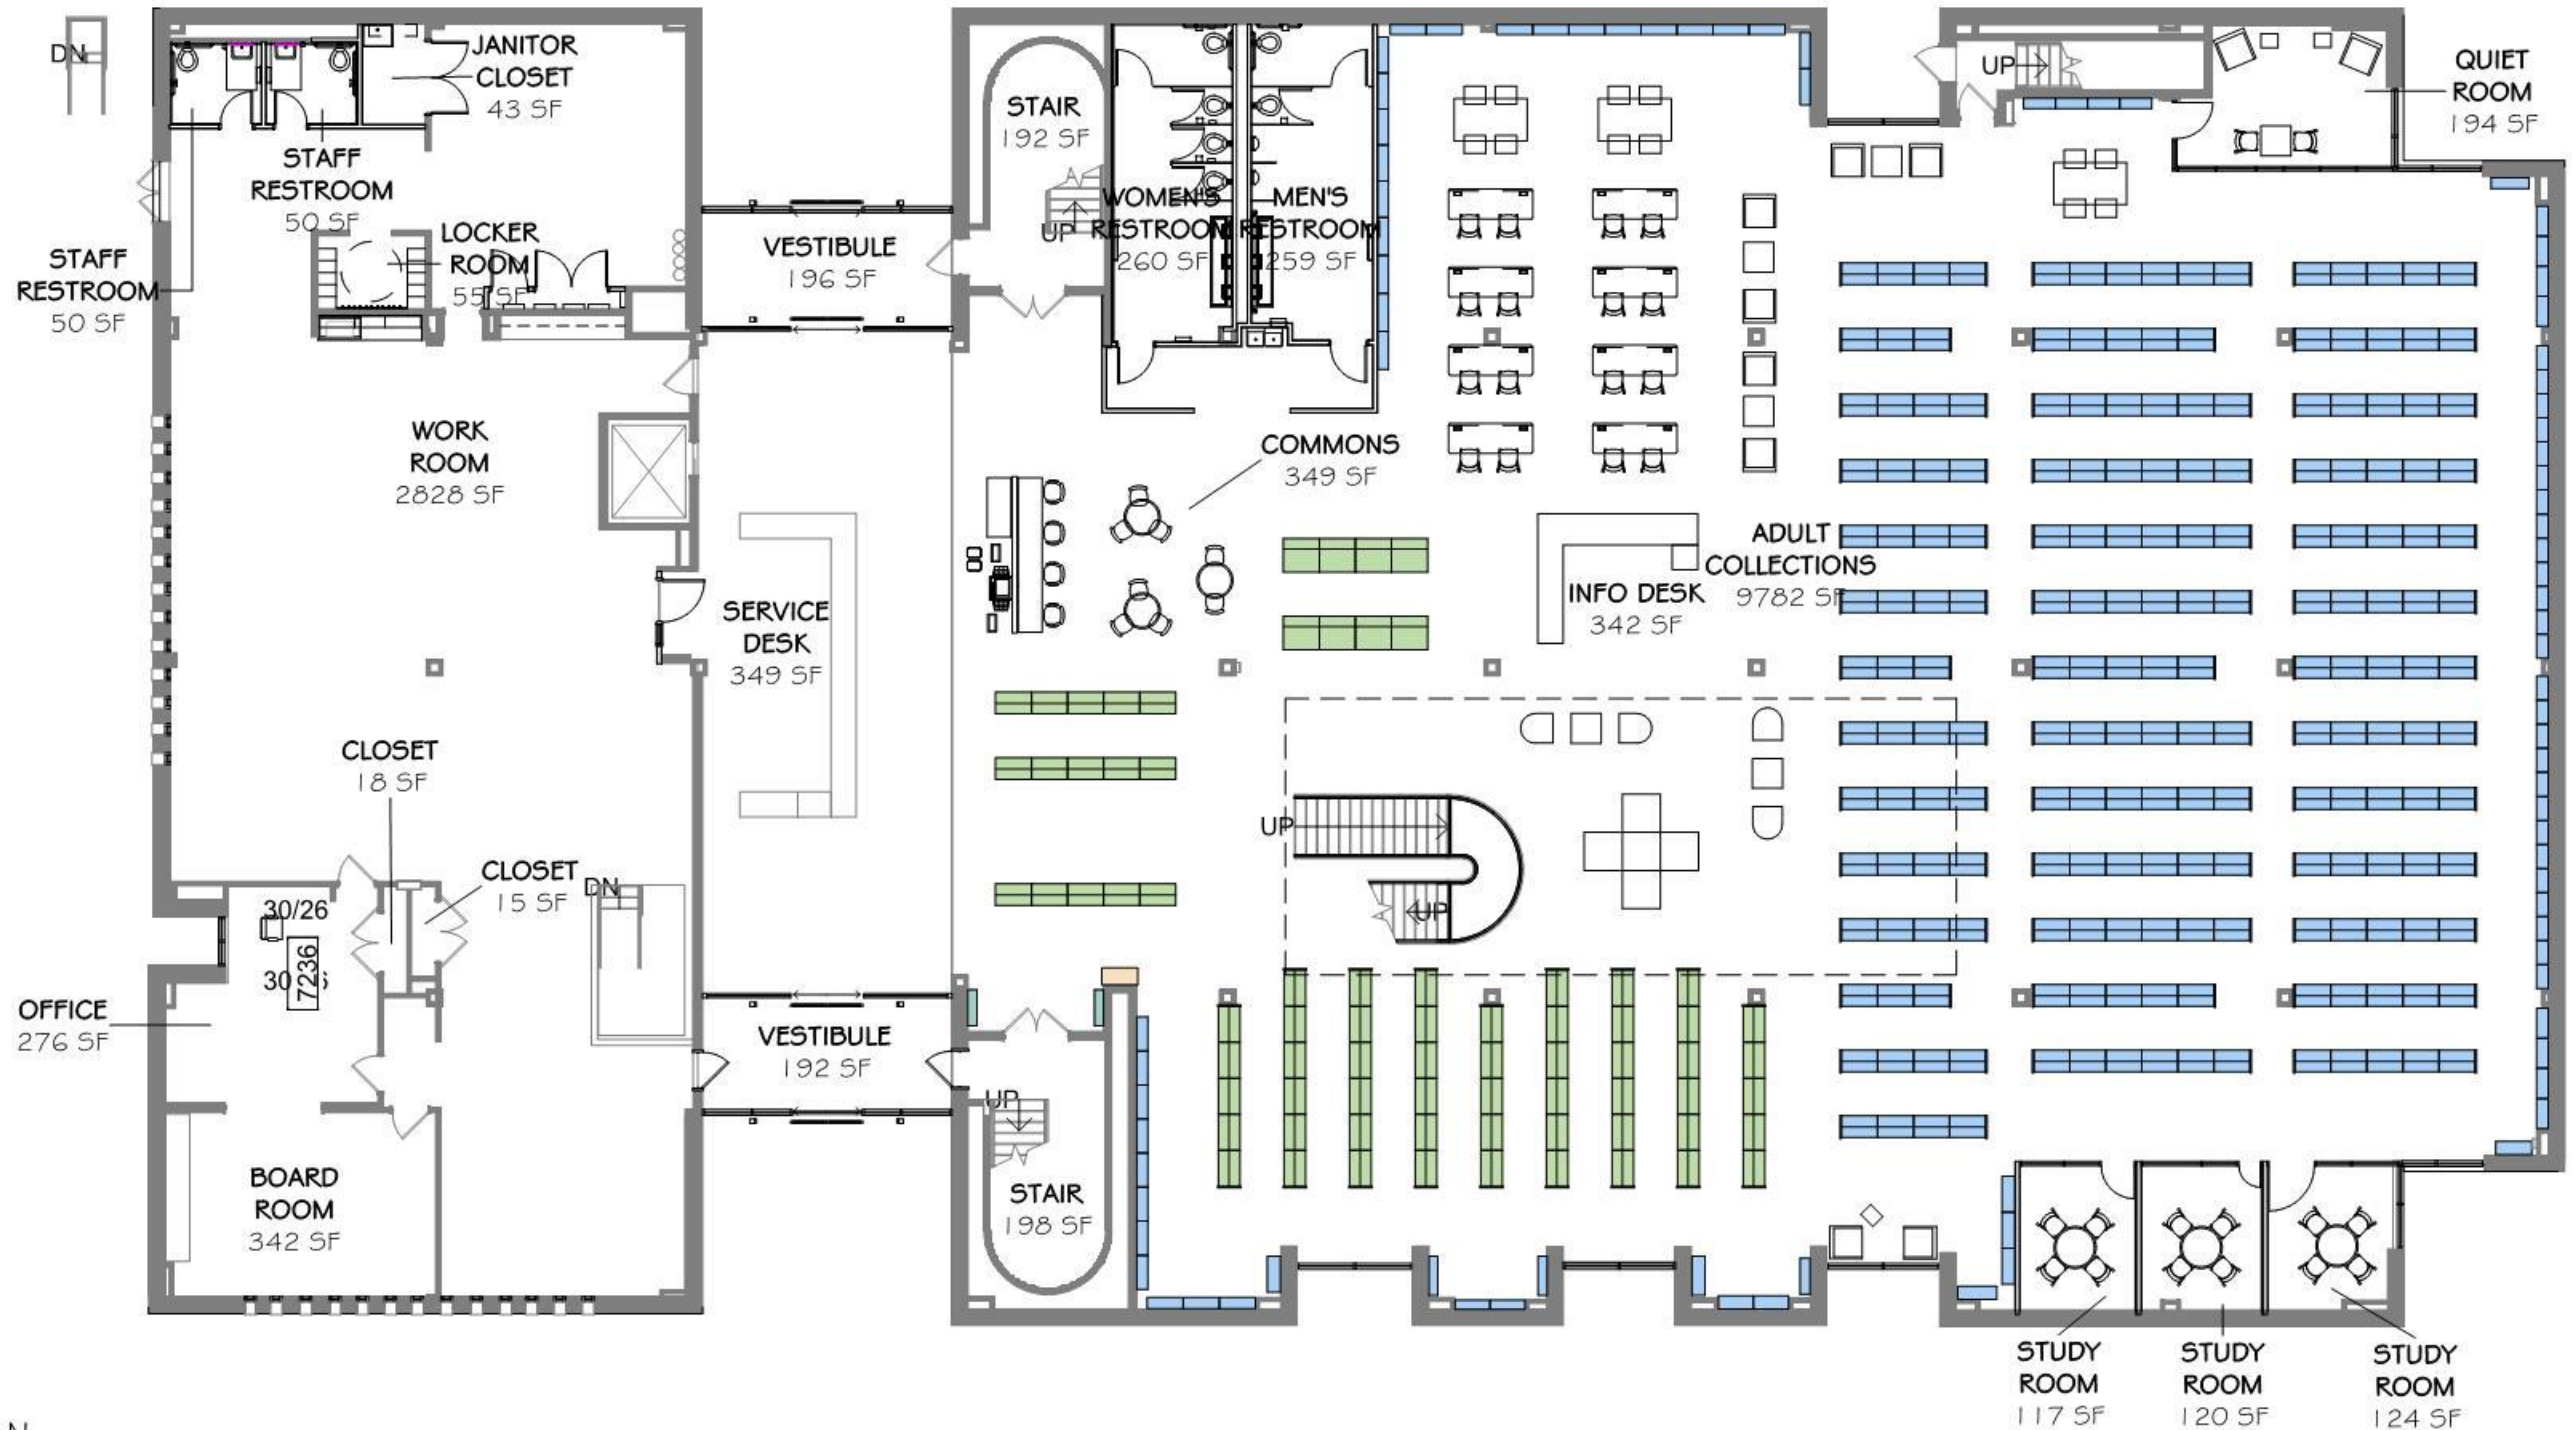 DN
JANITOR
CLOSET
43 SF
STAFF
RESTROOM
50 SF
STAFF
RESTROOM
50 SF
LOCKER
ROOM
55 SF
VESTIBULE
196 SF
STAIR
192 SF
UP
WOMEN'S
RESTROOM
260 SF
MEN'S
RESTROOM
259 SF
UP
QUIET
ROOM
194 SF
WORK
ROOM
2828 SF
COMMONS
349 SF
SERVICE
DESK
349 SF
INFO DESK
342 SF
ADULT
COLLECTIONS
9782 SF
CLOSET
18 SF
CLOSET
15 SF
DN
UP
UP
30/26
7236
OFFICE
276 SF
VESTIBULE
192 SF
UP
STAIR
198 SF
BOARD
ROOM
342 SF
STUDY
ROOM
117 SF
STUDY
ROOM
120 SF
STUDY
ROOM
124 SF